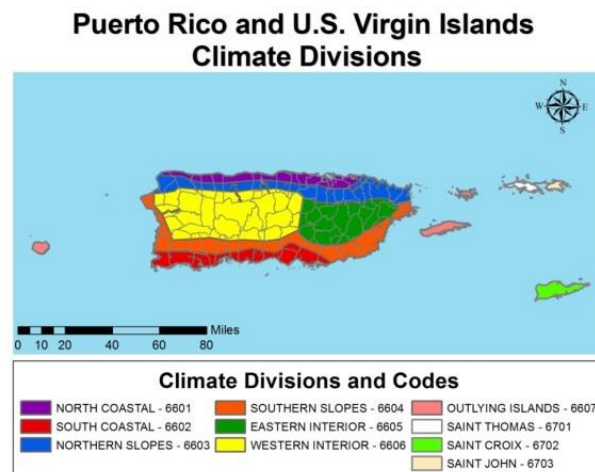 Puerto Rico and U.S. Virgin Islands
Climate Divisions
N
W E
S
Miles
0 5 10 20 40 60 80
Climate Divisions and Codes
NORTH COASTAL - 6601
SOUTH COASTAL - 6602
NORTHERN SLOPES - 6603
SOUTHERN SLOPES - 6604
EASTERN INTERIOR - 6605
WESTERN INTERIOR - 6606
OUTLYING ISLANDS - 6607
SAINT THOMAS - 6701
SAINT CROIX - 6702
SAINT JOHN - 6703